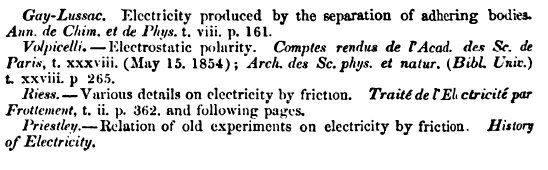 Gay-Lussac. Electricity produced by the separation of adhering bodies.
Ann. de Chim. et de Phys. t. viii. p. 161.
Volpicelli.—Electrostatic polarity. Comptes rendus de l'Acad. des Sc. de
Paris, t. xxxviii. (May 15. 1854); Arch. des Sc. phys. et natur. (Bibl. Univ.)
t. xxviii. p 265.
Riess.—Various details on electricity by friction. Traité de l'Electricité par
Frottement, t. ii. p. 362. and following pages.
Priestley.—Relation of old experiments on electricity by friction. History
of Electricity.